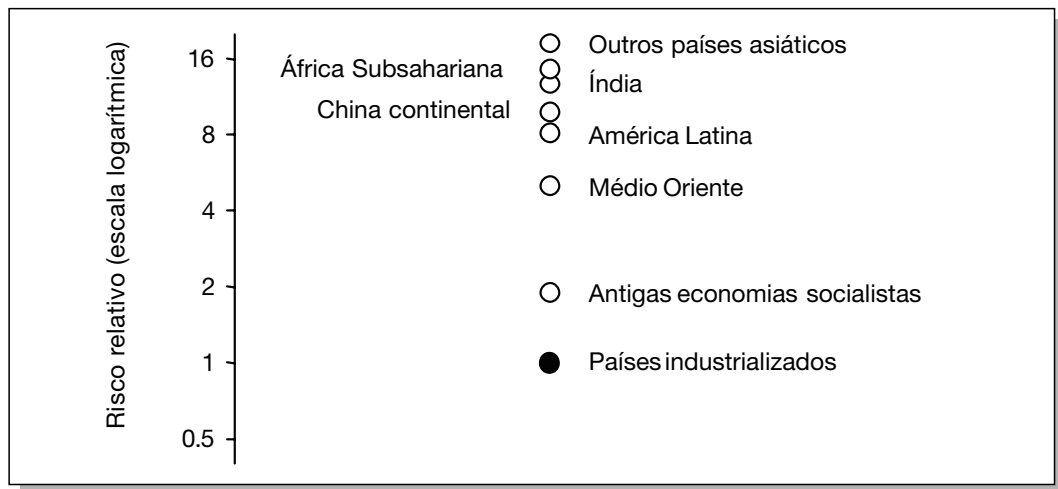 Risco relativo (escala logarítmica)
16
8
4
2
1
0.5
Outros países asiáticos
África Subsahariana
Índia
China continental
América Latina
Médio Oriente
Antigas economias socialistas
Países industrializados